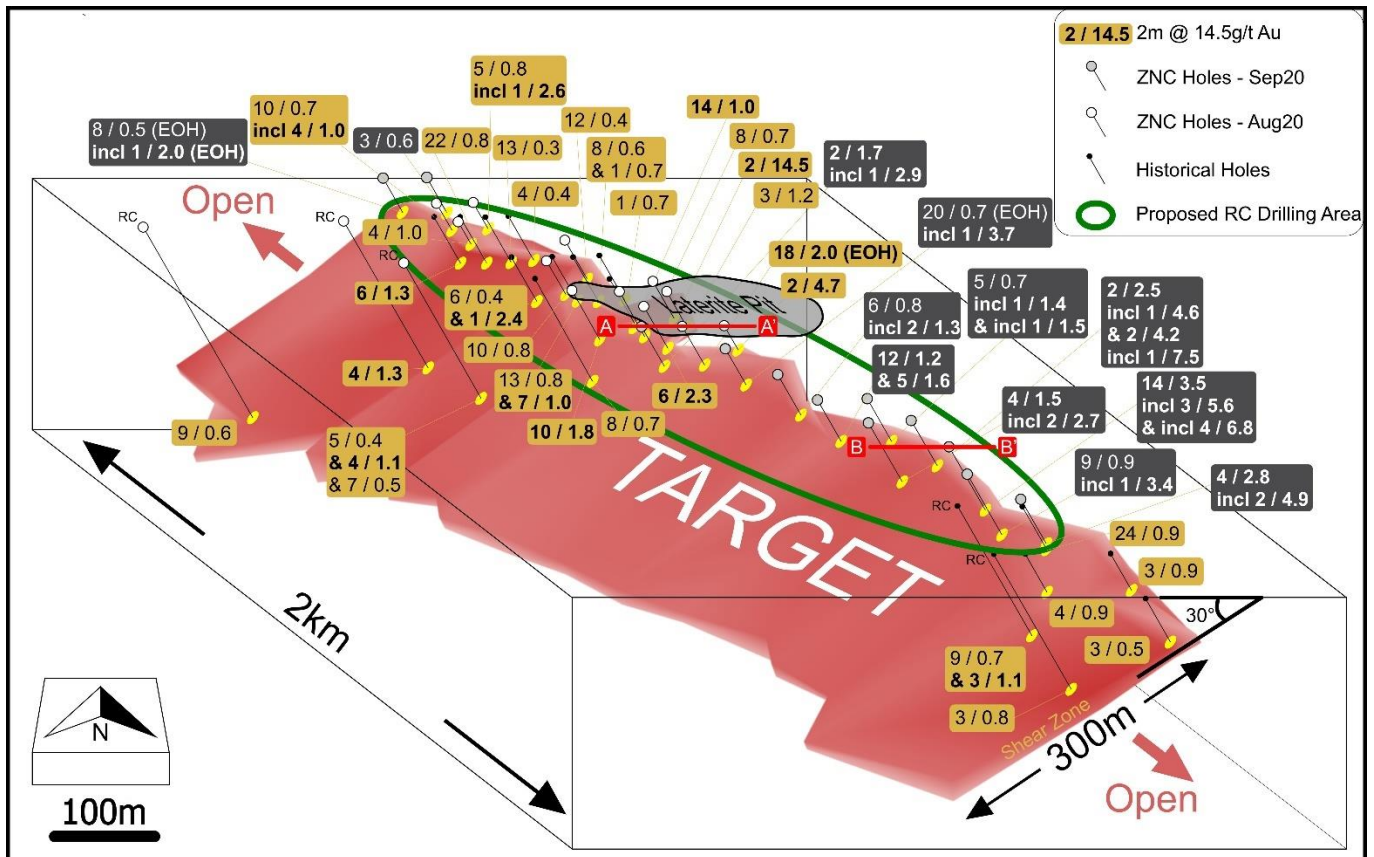 2 / 14.5 2m @ 14.5g/t Au
ZNC Holes - Sep20
ZNC Holes - Aug20
Historical Holes
Proposed RC Drilling Area
5 / 0.8
incl 1 / 2.6
10 / 0.7
incl 4 / 1.0
8 / 0.5 (EOH)
incl 1 / 2.0 (EOH)
3 / 0.6
22 / 0.8
13 / 0.3
12 / 0.4
8 / 0.6
& 1 / 0.7
14 / 1.0
8 / 0.7
2 / 14.5
3 / 1.2
2 / 1.7
incl 1 / 2.9
4 / 0.4
1 / 0.7
20 / 0.7 (EOH)
incl 1 / 3.7
Open
RC
RC
RC
4 / 1.0
18 / 2.0 (EOH)
2 / 4.7
Laterite Pit
6 / 1.3
6 / 0.4
& 1 / 2.4
A
A'
6 / 0.8
incl 2 / 1.3
5 / 0.7
incl 1 / 1.4
& incl 1 / 1.5
2 / 2.5
incl 1 / 4.6
& 2 / 4.2
incl 1 / 7.5
10 / 0.8
4 / 1.3
13 / 0.8
& 7 / 1.0
6 / 2.3
12 / 1.2
& 5 / 1.6
4 / 1.5
incl 2 / 2.7
14 / 3.5
incl 3 / 5.6
& incl 4 / 6.8
9 / 0.6
5 / 0.4
& 4 / 1.1
& 7 / 0.5
10 / 1.8
8 / 0.7
B
B'
9 / 0.9
incl 1 / 3.4
4 / 2.8
incl 2 / 4.9
TARGET
RC
RC
24 / 0.9
3 / 0.9
30°
4 / 0.9
3 / 0.5
2km
9 / 0.7
& 3 / 1.1
3 / 0.8
Shear Zone
300m
Open
N
100m